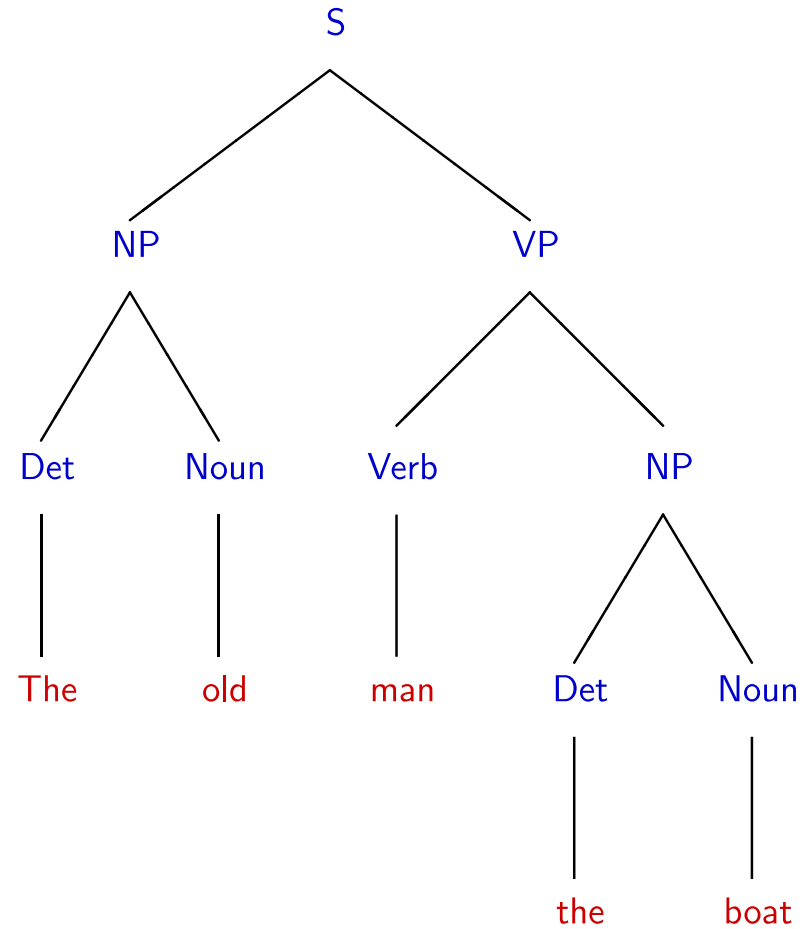 S
NP VP
Det Noun Verb NP
The old man Det Noun
the boat